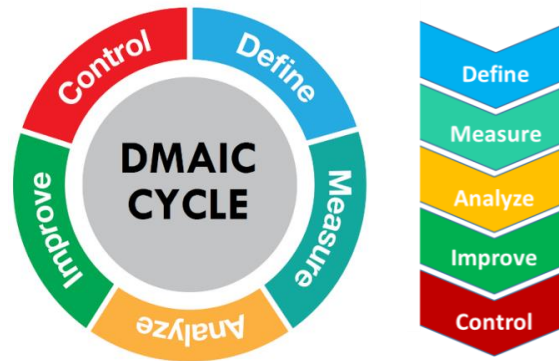 Control
Define
Measure
Analyze
Improve
DMAIC
CYCLE
Define
Measure
Analyze
Improve
Control